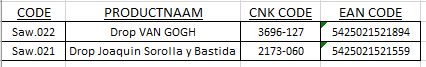 CODE PRODUCTNAAM CNK CODE EAN CODE
Saw.022 Drop VAN GOGH 3696-127 5425021521894
Saw.021 Drop Joaquin Sorolla y Bastida 2173-060 5425021521559